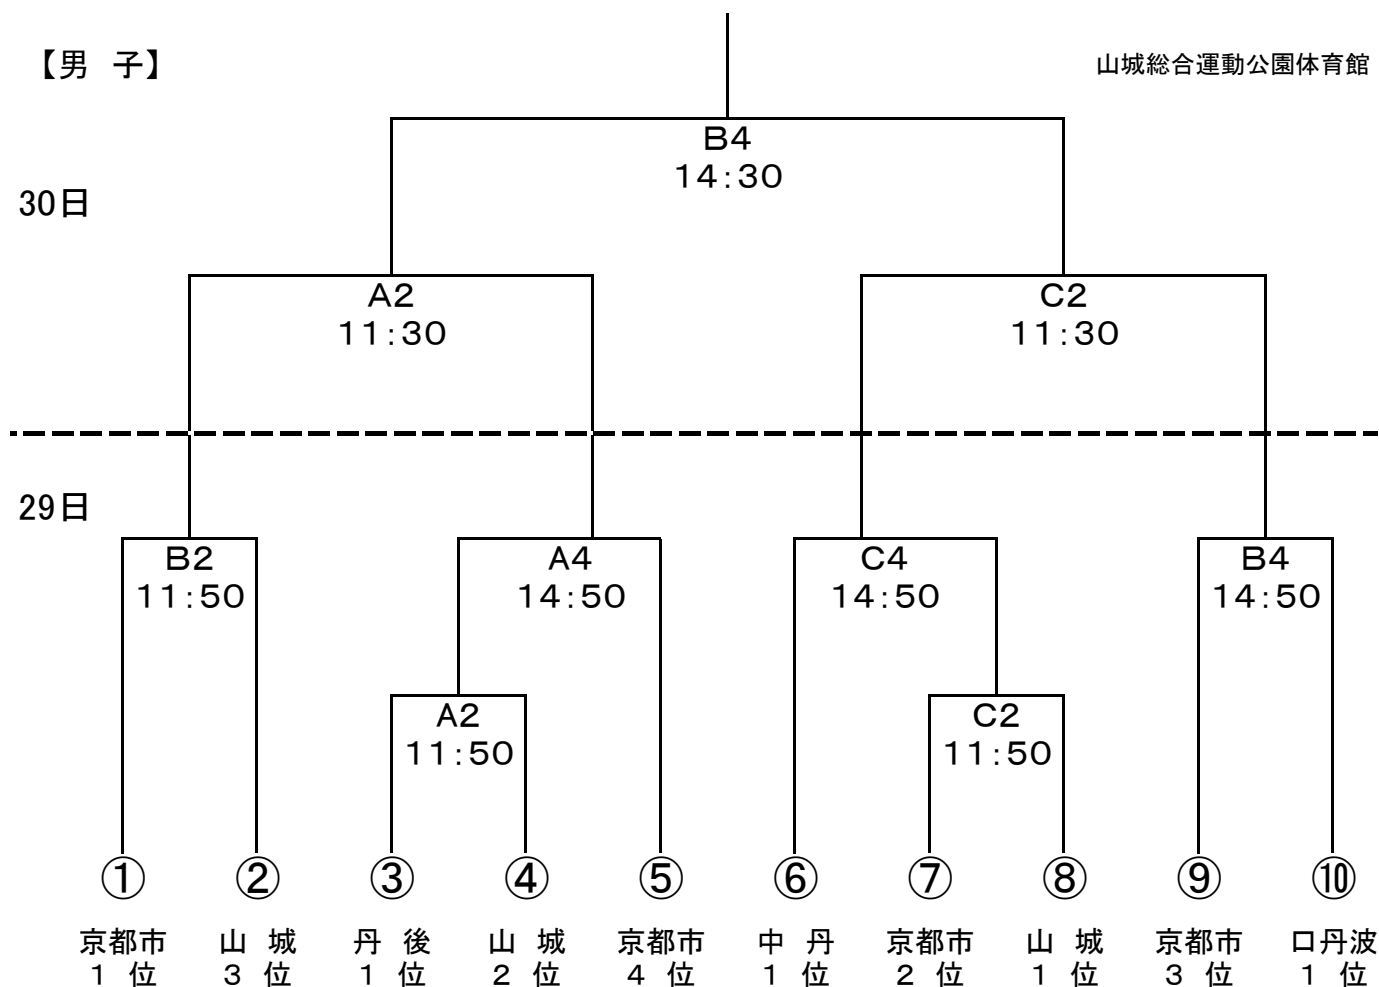 【男 子】
山城総合運動公園体育館
B4
14:30
30日
A2
11:30
C2
11:30
29日
B2
11:50
A4
14:50
C4
14:50
B4
14:50
A2
11:50
C2
11:50
① ② ③ ④ ⑤ ⑥ ⑦ ⑧ ⑨ ⑩
京都市 山 城 丹 後 山 城 京都市 中 丹 京都市 山 城 京都市 口丹波
1 位 3 位 1 位 2 位 4 位 1 位 2 位 1 位 3 位 1 位